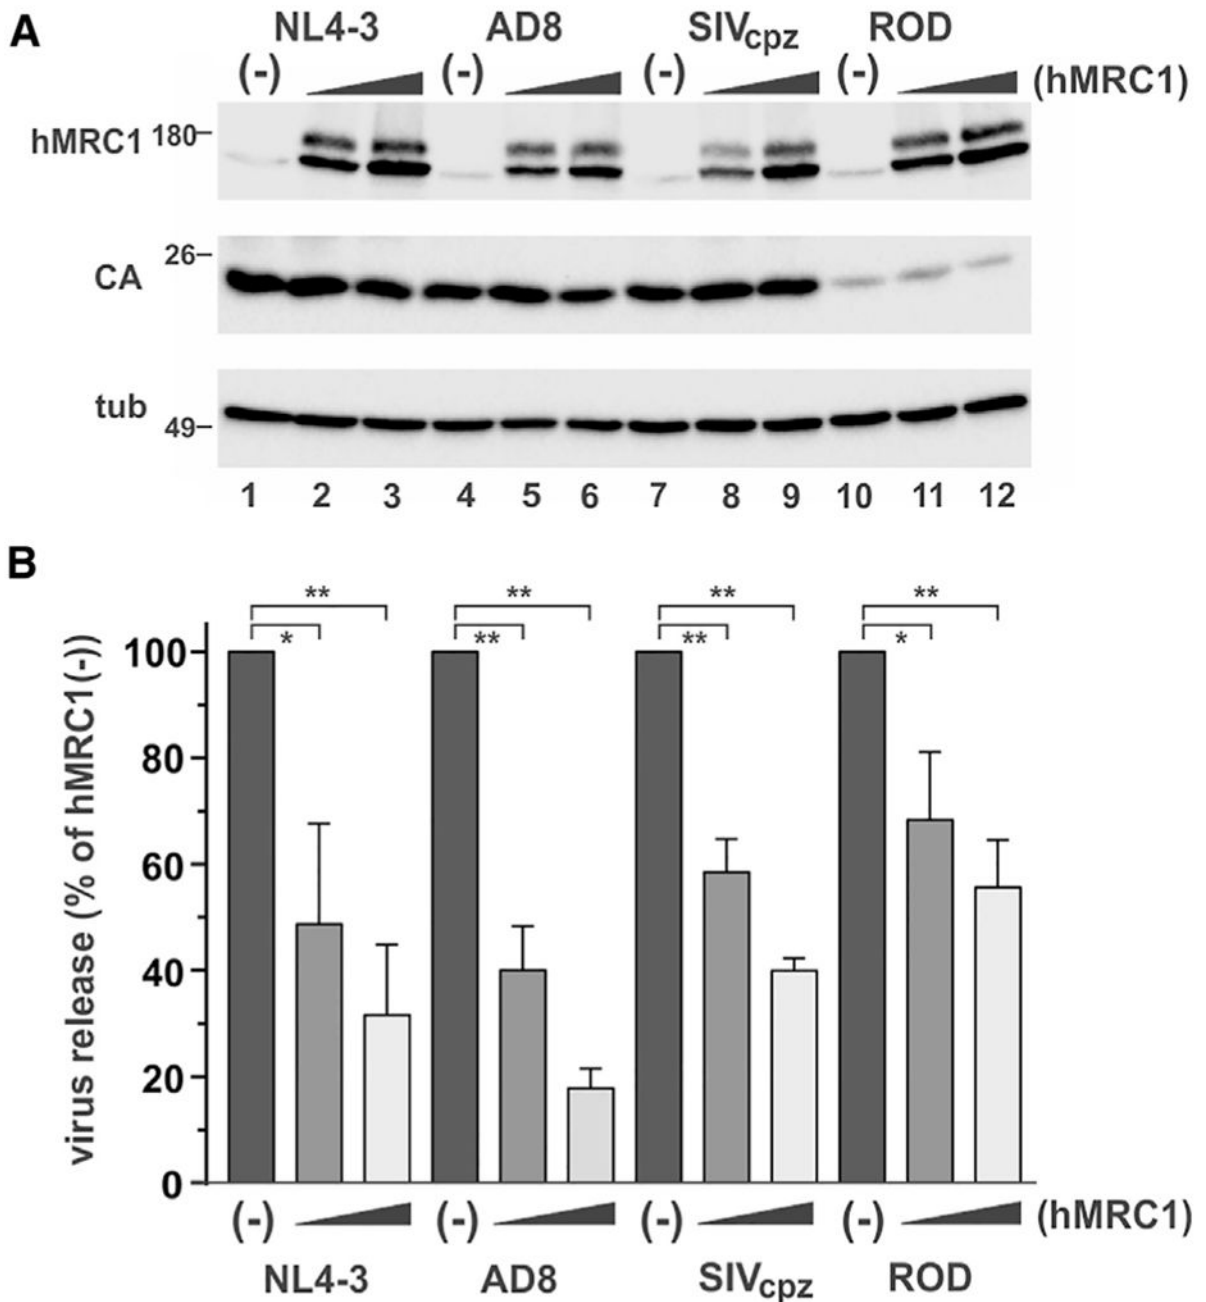 A
NL4-3 AD8 SIVcpz ROD
(-) (-) (-) (-) (hMRC1)
hMRC1 180
CA 26
tub 49
1 2 3 4 5 6 7 8 9 10 11 12
B
virus release (% of hMRC1(-))
** ** ** **
* ** ** *
100
80
60
40
20
0
(-) (-) (-) (-) (hMRC1)
NL4-3 AD8 SIVcpz ROD